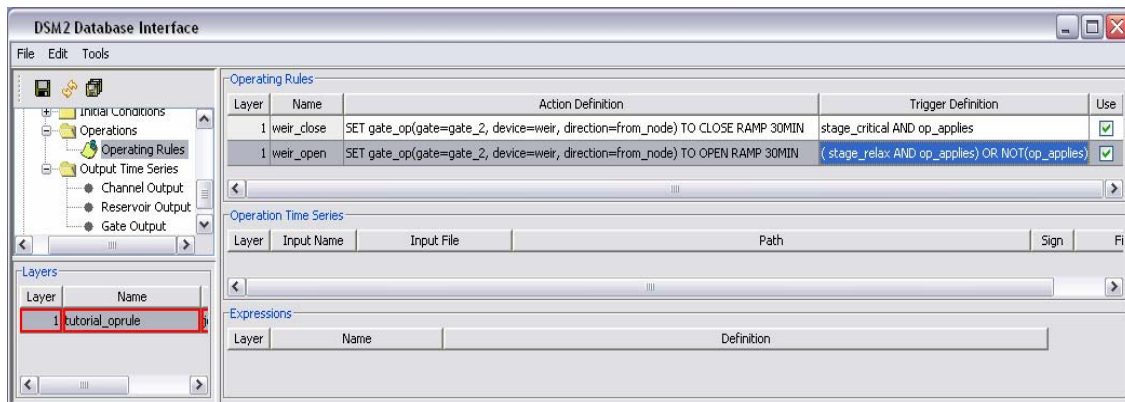 DSM2 Database Interface
File Edit Tools
Initial Conditions
Operations
Operating Rules
Output Time Series
Channel Output
Reservoir Output
Gate Output
Layers
Layer Name
1 tutorial_oprule
Operating Rules
Layer Name Action Definition Trigger Definition Use
1 weir_close SET gate_op(gate=gate_2, device=weir, direction=from_node) TO CLOSE RAMP 30MIN stage_critical AND op_applies
1 weir_open SET gate_op(gate=gate_2, device=weir, direction=from_node) TO OPEN RAMP 30MIN ( stage_relax AND op_applies) OR NOT(op_applies)
Operation Time Series
Layer Input Name Input File Path Sign Fi
Expressions
Layer Name Definition